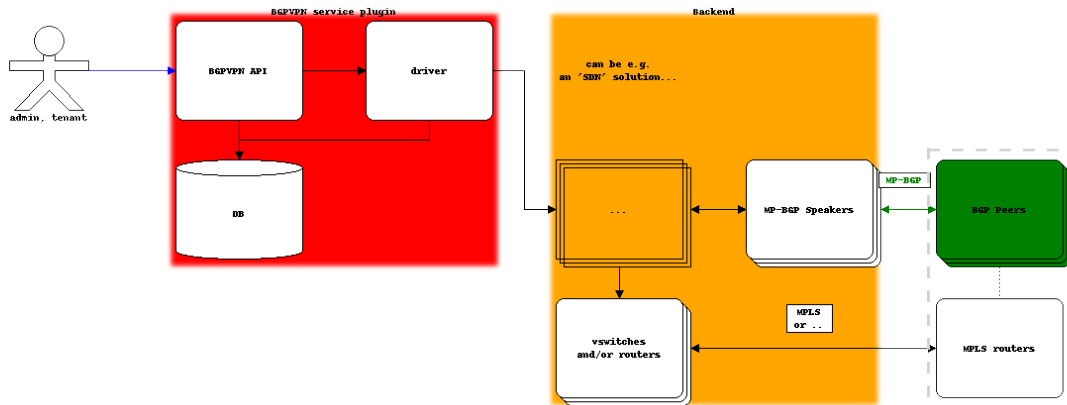 BGPVPN service plugin
Backend
BGPVPN API
driver
can be e.g.
an 'SDN' solution...
admin, tenant
MP-BGP
DB
...
MP-BGP Speakers
BGP Peers
MPLS
or ..
vswitches
and/or routers
MPLS routers